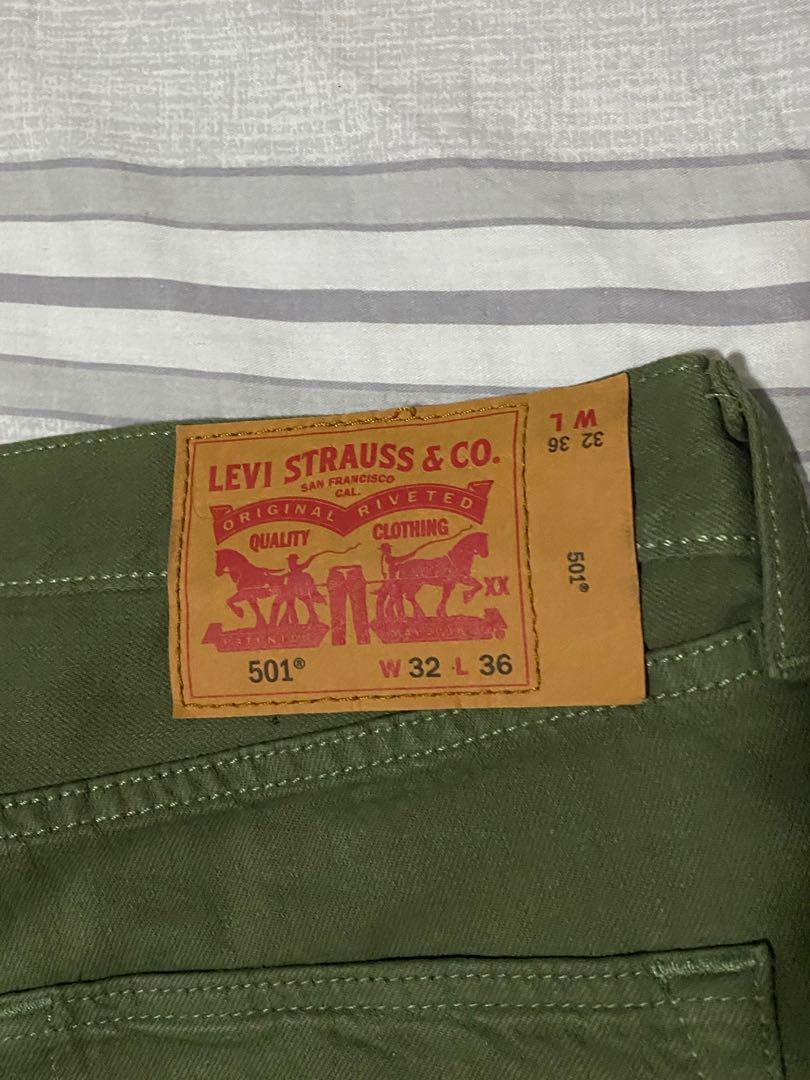 LEVI STRAUSS & CO.
SAN FRANCISCO
CAL.
ORIGINAL RIVETED
QUALITY CLOTHING
XX
501® W 32 L 36
W L
32 36
501®